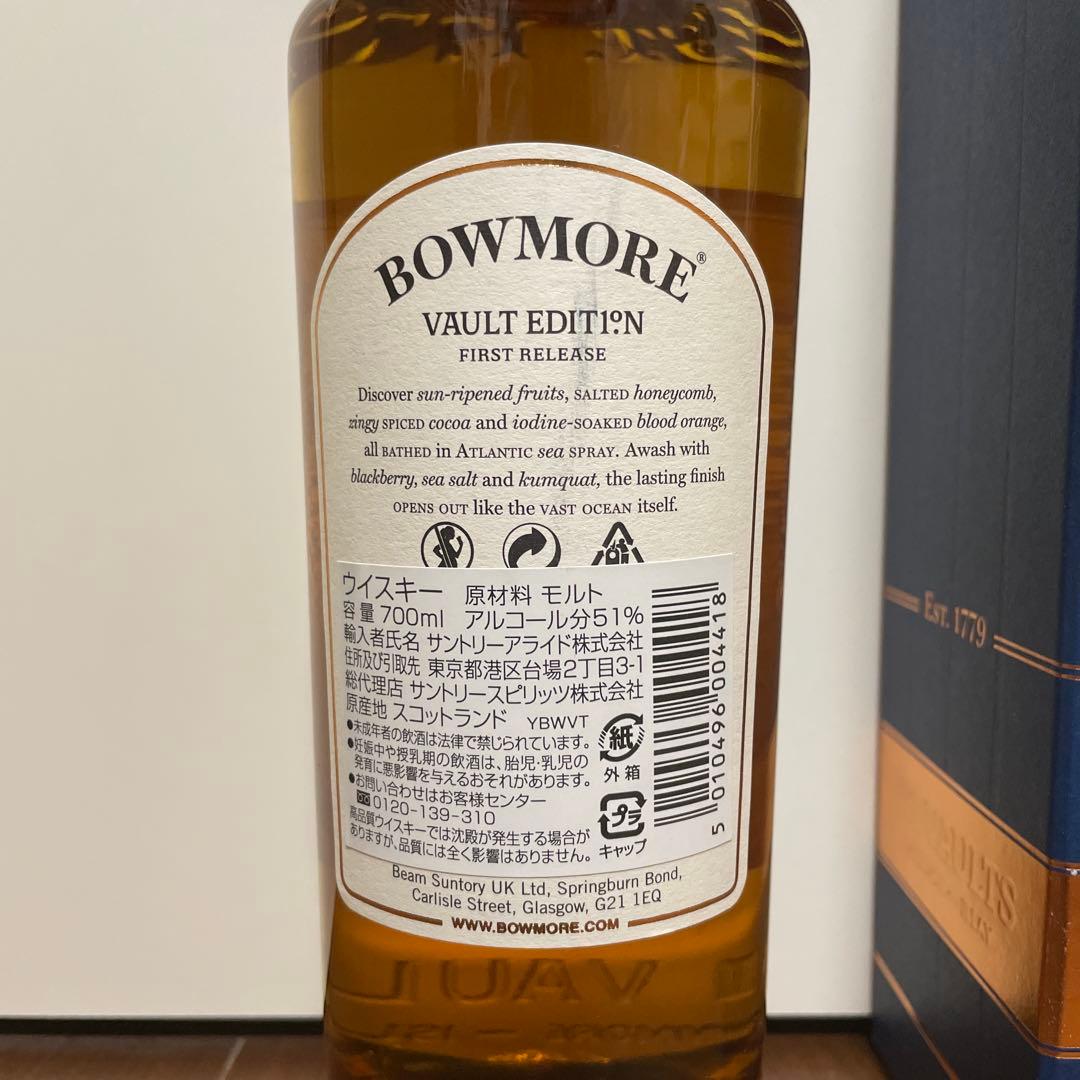 BOWMORE®
VAULT EDIT1ºN
FIRST RELEASE
Discover sun-ripened fruits, SALTED honeycomb,
zingy SPICED cocoa and iodine-SOAKED blood orange,
all BATHED in ATLANTIC sea SPRAY. Awash with
blackberry, sea salt and kumquat, the lasting finish
OPENS OUT like the VAST OCEAN itself.
ウイスキー 原材料 モルト
容量 700ml アルコール分51%
輸入者氏名 サントリーアライド株式会社
住所及び引取先 東京都港区台場2丁目3-1
総代理店 サントリースピリッツ株式会社
原産地 スコットランド YBWVT
●未成年者の飲酒は法律で禁じられています。
●妊娠中や授乳期の飲酒は、胎児・乳児の
発育に悪影響を与えるおそれがあります。
●お問い合わせはお客様センター
0120-139-310
高品質ウイスキーでは沈殿が発生する場合が
ありますが、品質には全く影響はありません。
紙
外箱
プラ
キャップ
5 010496 004418
Beam Suntory UK Ltd, Springburn Bond,
Carlisle Street, Glasgow, G21 1EQ
WWW.BOWMORE.COM
EST. 1779
VAUL